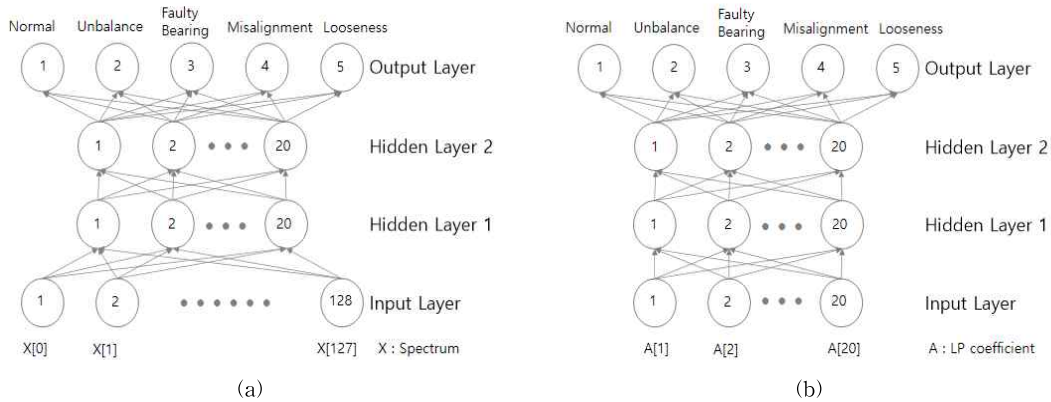 Normal Unbalance Faulty Bearing Misalignment Looseness
1 2 3 4 5 Output Layer
1 2 20 Hidden Layer 2
1 2 20 Hidden Layer 1
1 2 128 Input Layer
X[0] X[1] X[127] X : Spectrum
(a)
Normal Unbalance Faulty Bearing Misalignment Looseness
1 2 3 4 5 Output Layer
1 2 20 Hidden Layer 2
1 2 20 Hidden Layer 1
1 2 20 Input Layer
A[1] A[2] A[20] A : LP coefficient
(b)